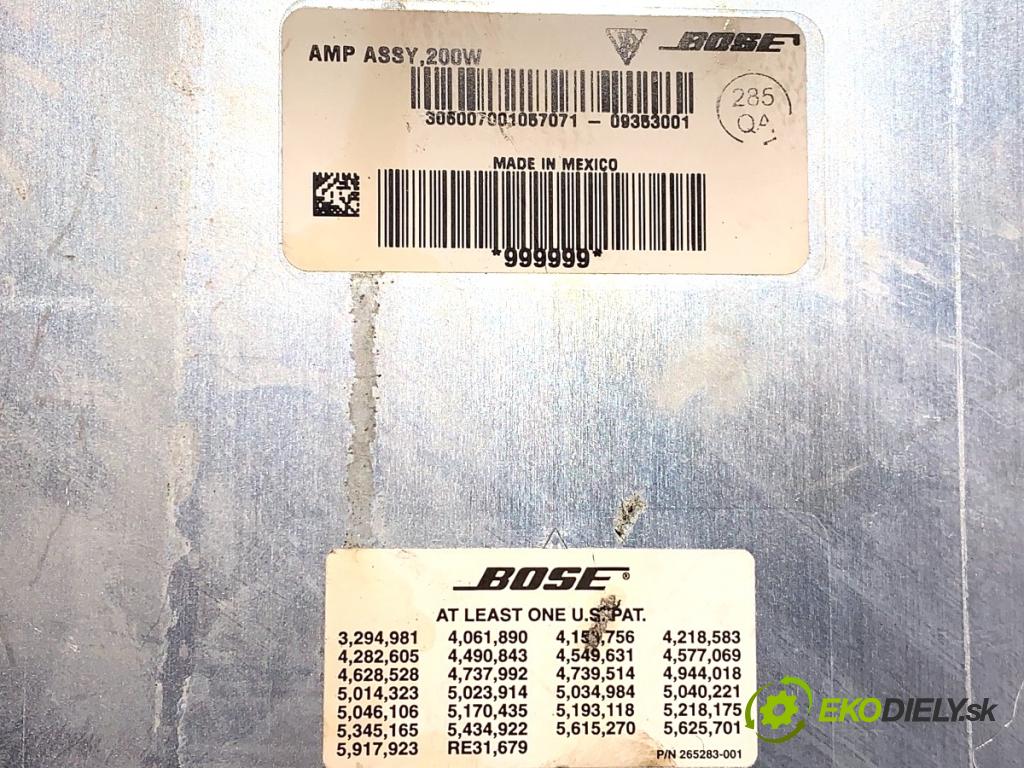 AMP ASSY,200W
BOSE
305007001057071 - 09353001
285
QA
MADE IN MEXICO
*999999*
BOSE®
AT LEAST ONE U.S. PAT.
3,294,981 4,061,890 4,218,583
4,282,605 4,490,843 4,549,631 4,577,069
4,628,528 4,737,992 4,739,514 4,944,018
5,014,323 5,023,914 5,034,984 5,040,221
5,046,106 5,170,435 5,193,118 5,218,175
5,345,165 5,434,922 5,615,270 5,625,701
5,917,923 RE31,679 P/N 265283-001
EKODIELY.sk